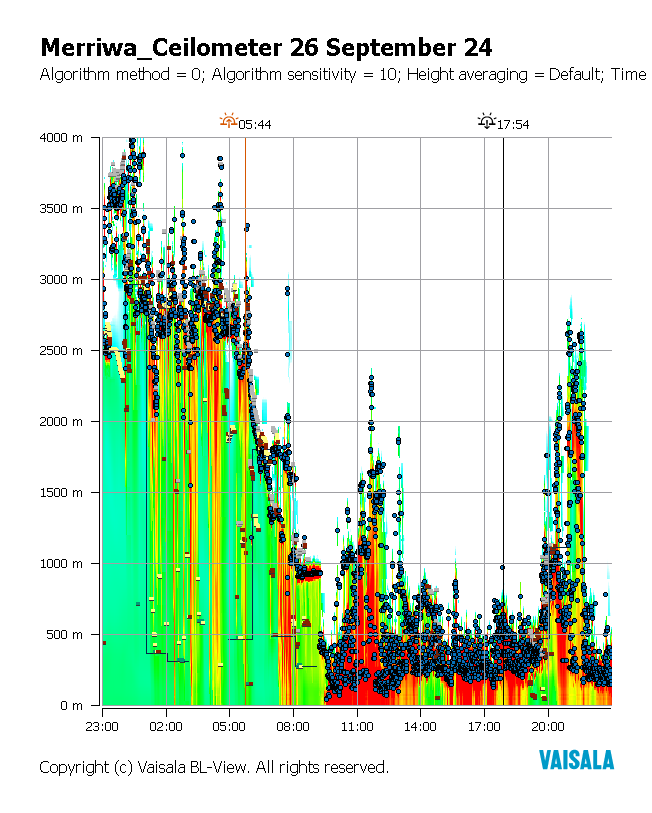 Merriwa_Ceilometer 26 September 24
Algorithm method = 0; Algorithm sensitivity = 10; Height averaging = Default; Time
05:44
17:54
4000 m
3500 m
3000 m
2500 m
2000 m
1500 m
1000 m
500 m
0 m
23:00 02:00 05:00 08:00 11:00 14:00 17:00 20:00
VAISALA
Copyright (c) Vaisala BL-View. All rights reserved.